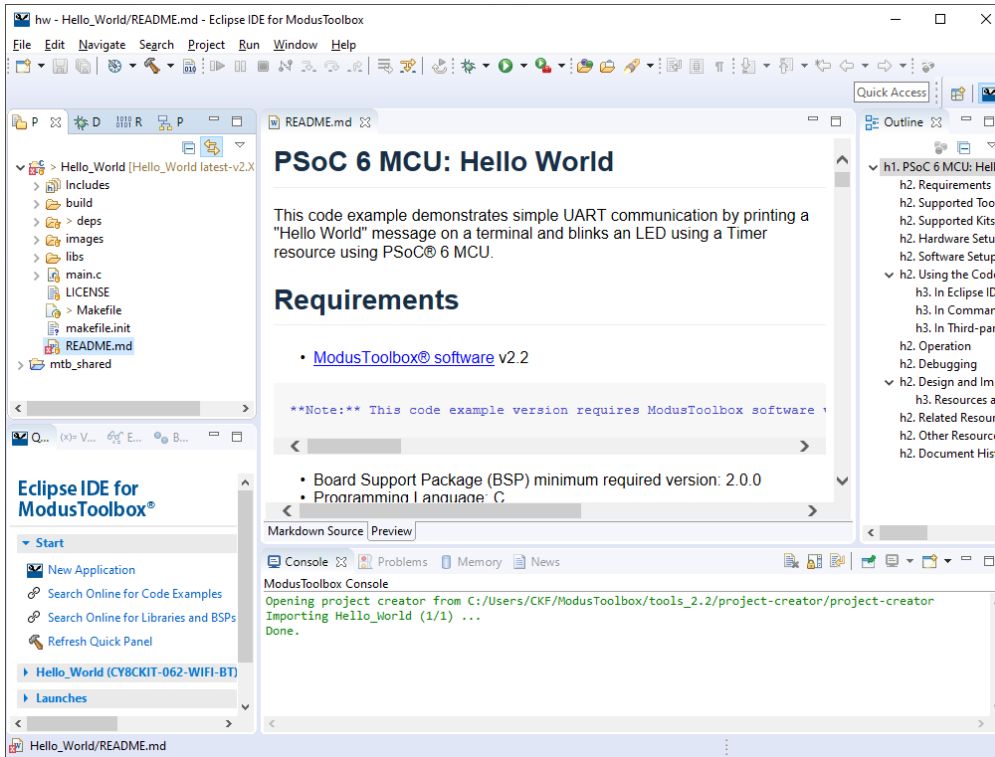 hw - Hello_World/README.md - Eclipse IDE for ModusToolbox
File Edit Navigate Search Project Run Window Help
Quick Access
P D R P
> Hello_World [Hello_World latest-v2.X
Includes
build
> deps
images
libs
main.c
LICENSE
> Makefile
makefile.init
README.md
mtb_shared
README.md
PSoC 6 MCU: Hello World
This code example demonstrates simple UART communication by printing a
"Hello World" message on a terminal and blinks an LED using a Timer
resource using PSoC® 6 MCU.
Requirements
• ModusToolbox® software v2.2
**Note:** This code example version requires ModusToolbox software
• Board Support Package (BSP) minimum required version: 2.0.0
• Programming Language: C
Markdown Source Preview
Outline
h1. PSoC 6 MCU: Hell
h2. Requirements
h2. Supported Too
h2. Supported Kits
h2. Hardware Setu
h2. Software Setup
h2. Using the Code
h3. In Eclipse ID
h3. In Comman
h3. In Third-par
h2. Operation
h2. Debugging
h2. Design and Im
h3. Resources a
h2. Related Resour
h2. Other Resource
h2. Document His
Q... (x)= V... E... B...
Eclipse IDE for
ModusToolbox®
Start
New Application
Search Online for Code Examples
Search Online for Libraries and BSPs
Refresh Quick Panel
Hello_World (CY8CKIT-062-WIFI-BT)
Launches
Console Problems Memory News
ModusToolbox Console
Opening project creator from C:/Users/CKF/ModusToolbox/tools_2.2/project-creator/project-creator
Importing Hello_World (1/1) ...
Done.
Hello_World/README.md